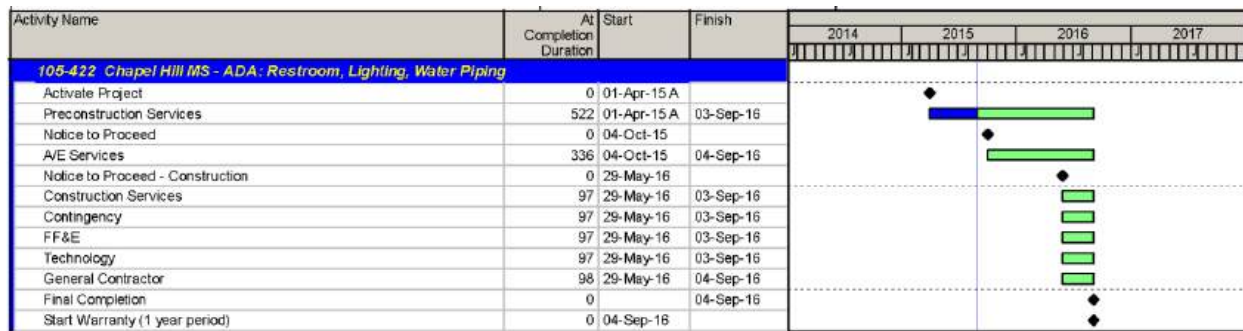 Activity Name At Completion Duration Start Finish
2014 2015 2016 2017
J J J J J J J
105-422 Chapel Hill MS - ADA: Restroom, Lighting, Water Piping
Activate Project 0 01-Apr-15 A
Preconstruction Services 522 01-Apr-15 A 03-Sep-16
Notice to Proceed 0 04-Oct-15
A/E Services 336 04-Oct-15 04-Sep-16
Notice to Proceed - Construction 0 29-May-16
Construction Services 97 29-May-16 03-Sep-16
Contingency 97 29-May-16 03-Sep-16
FF&E 97 29-May-16 03-Sep-16
Technology 97 29-May-16 03-Sep-16
General Contractor 98 29-May-16 04-Sep-16
Final Completion 0 04-Sep-16
Start Warranty (1 year period) 0 04-Sep-16